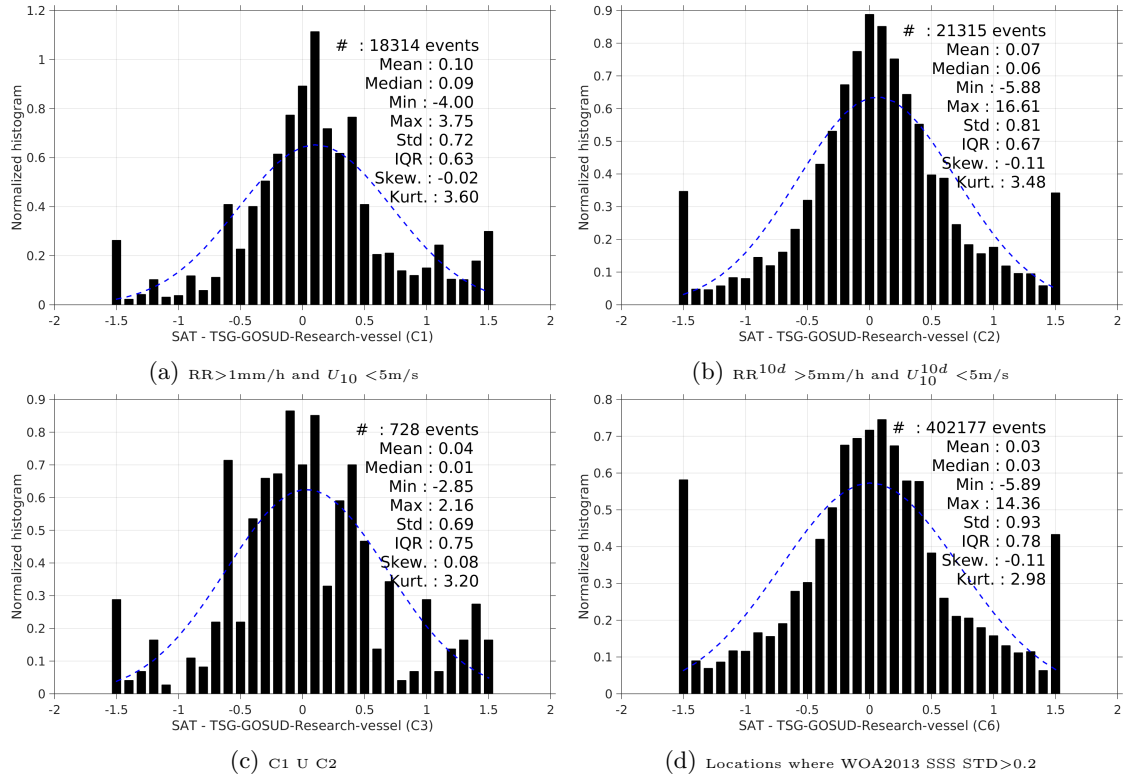 1.2
1
0.8
0.6
0.4
0.2
0
-2
-1.5
-1
-0.5
0
0.5
1
1.5
2
Normalized histogram
SAT - TSG-GOSUD-Research-vessel (C1)
# : 18314 events
Mean : 0.10
Median : 0.09
Min : -4.00
Max : 3.75
Std : 0.72
IQR : 0.63
Skew. : -0.02
Kurt. : 3.60
(a) RR>1mm/h and U10 <5m/s
0.9
0.8
0.7
0.6
0.5
0.4
0.3
0.2
0.1
0
-2
-1.5
-1
-0.5
0
0.5
1
1.5
2
Normalized histogram
SAT - TSG-GOSUD-Research-vessel (C2)
# : 21315 events
Mean : 0.07
Median : 0.06
Min : -5.88
Max : 16.61
Std : 0.81
IQR : 0.67
Skew. : -0.11
Kurt. : 3.48
(b) RR^10d >5mm/h and U10^10d <5m/s
0.9
0.8
0.7
0.6
0.5
0.4
0.3
0.2
0.1
0
-2
-1.5
-1
-0.5
0
0.5
1
1.5
2
Normalized histogram
SAT - TSG-GOSUD-Research-vessel (C3)
# : 728 events
Mean : 0.04
Median : 0.01
Min : -2.85
Max : 2.16
Std : 0.69
IQR : 0.75
Skew. : 0.08
Kurt. : 3.20
(c) C1 U C2
0.8
0.7
0.6
0.5
0.4
0.3
0.2
0.1
0
-2
-1.5
-1
-0.5
0
0.5
1
1.5
2
Normalized histogram
SAT - TSG-GOSUD-Research-vessel (C6)
# : 402177 events
Mean : 0.03
Median : 0.03
Min : -5.89
Max : 14.36
Std : 0.93
IQR : 0.78
Skew. : -0.11
Kurt. : 2.98
(d) Locations where WOA2013 SSS STD>0.2